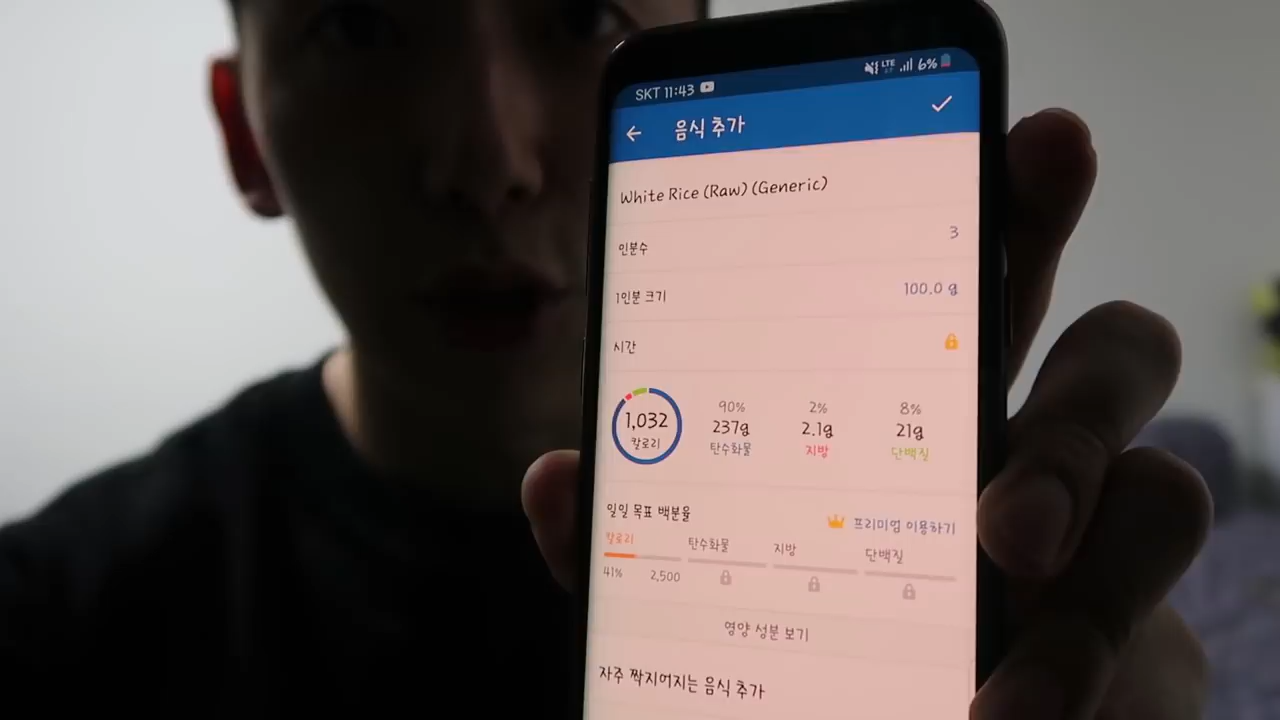 SKT 11:43 LTE 6%
음식 추가
White Rice (Raw) (Generic)
인분수 3
1인분 크기 100.0 g
시간
1,032 칼로리
90% 2% 8%
237g 2.1g 21g
탄수화물 지방 단백질
일일 목표 백분율 프리미엄 이용하기
칼로리 탄수화물 지방 단백질
41% 2,500
영양 성분 보기
자주 짝지어지는 음식 추가